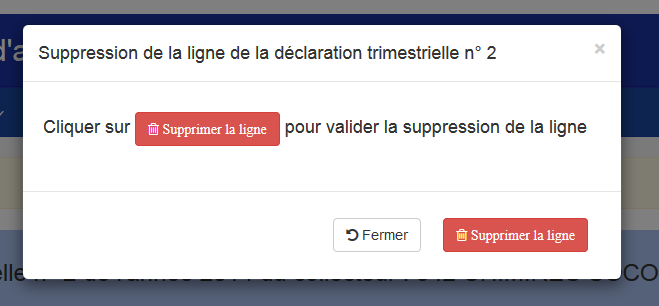 d'a
Suppression de la ligne de la déclaration trimestrielle n° 2
×
Cliquer sur Supprimer la ligne pour valider la suppression de la ligne
Fermer Supprimer la ligne